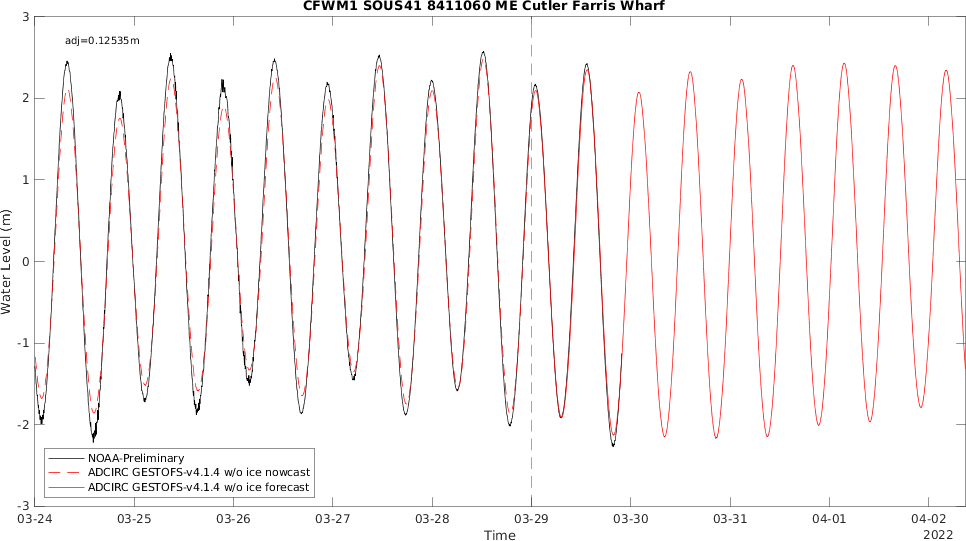 CFWM1 SOUS41 8411060 ME Cutler Farris Wharf
adj=0.12535m
3
2
1
0
-1
-2
-3
Water Level (m)
NOAA-Preliminary
ADCIRC GESTOFS-v4.1.4 w/o ice nowcast
ADCIRC GESTOFS-v4.1.4 w/o ice forecast
03-24 03-25 03-26 03-27 03-28 03-29 03-30 03-31 04-01 04-02
Time 2022